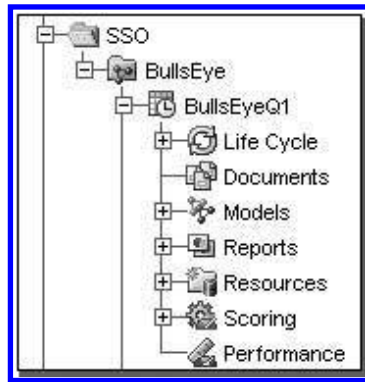 SSO
BullsEye
BullsEyeQ1
Life Cycle
Documents
Models
Reports
Resources
Scoring
Performance